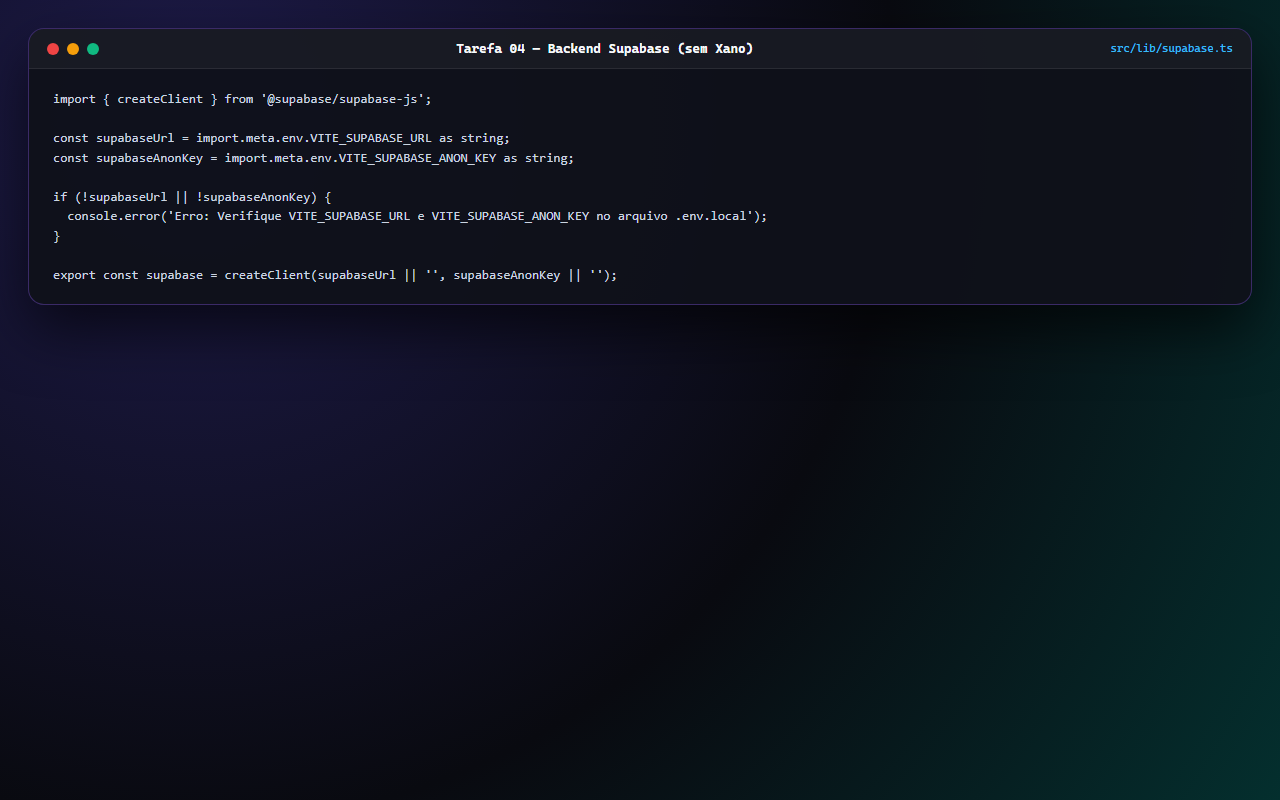 Tarefa 04 — Backend Supabase (sem Xano)
src/lib/supabase.ts
import { createClient } from '@supabase/supabase-js';
const supabaseUrl = import.meta.env.VITE_SUPABASE_URL as string;
const supabaseAnonKey = import.meta.env.VITE_SUPABASE_ANON_KEY as string;
if (!supabaseUrl || !supabaseAnonKey) {
  console.error('Erro: Verifique VITE_SUPABASE_URL e VITE_SUPABASE_ANON_KEY no arquivo .env.local');
}
export const supabase = createClient(supabaseUrl || '', supabaseAnonKey || '');